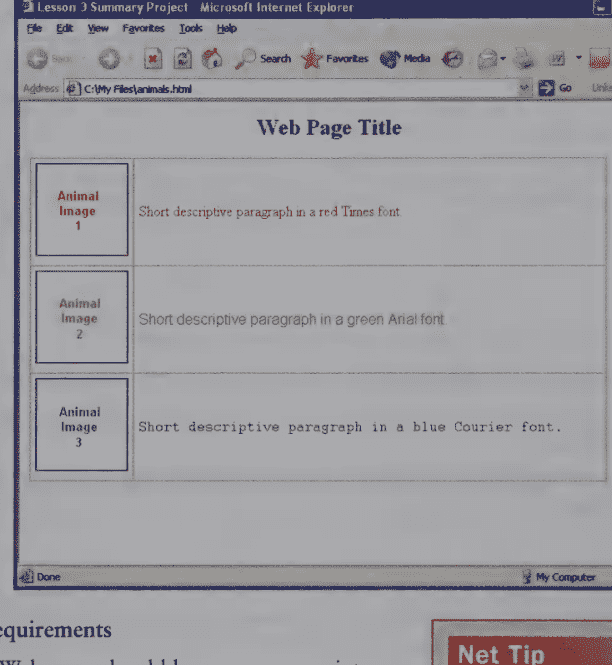 Lesson 3 Summary Project - Microsoft Internet Explorer
File Edit View Favorites Tools Help
Back Search Favorites Media
Address C:\My Files\animals.html Go Links
Web Page Title
Animal
Image
1
Short descriptive paragraph in a red Times font.
Animal
Image
2
Short descriptive paragraph in a green Arial font.
Animal
Image
3
Short descriptive paragraph in a blue Courier font.
Done My Computer
equirements
Net Tip